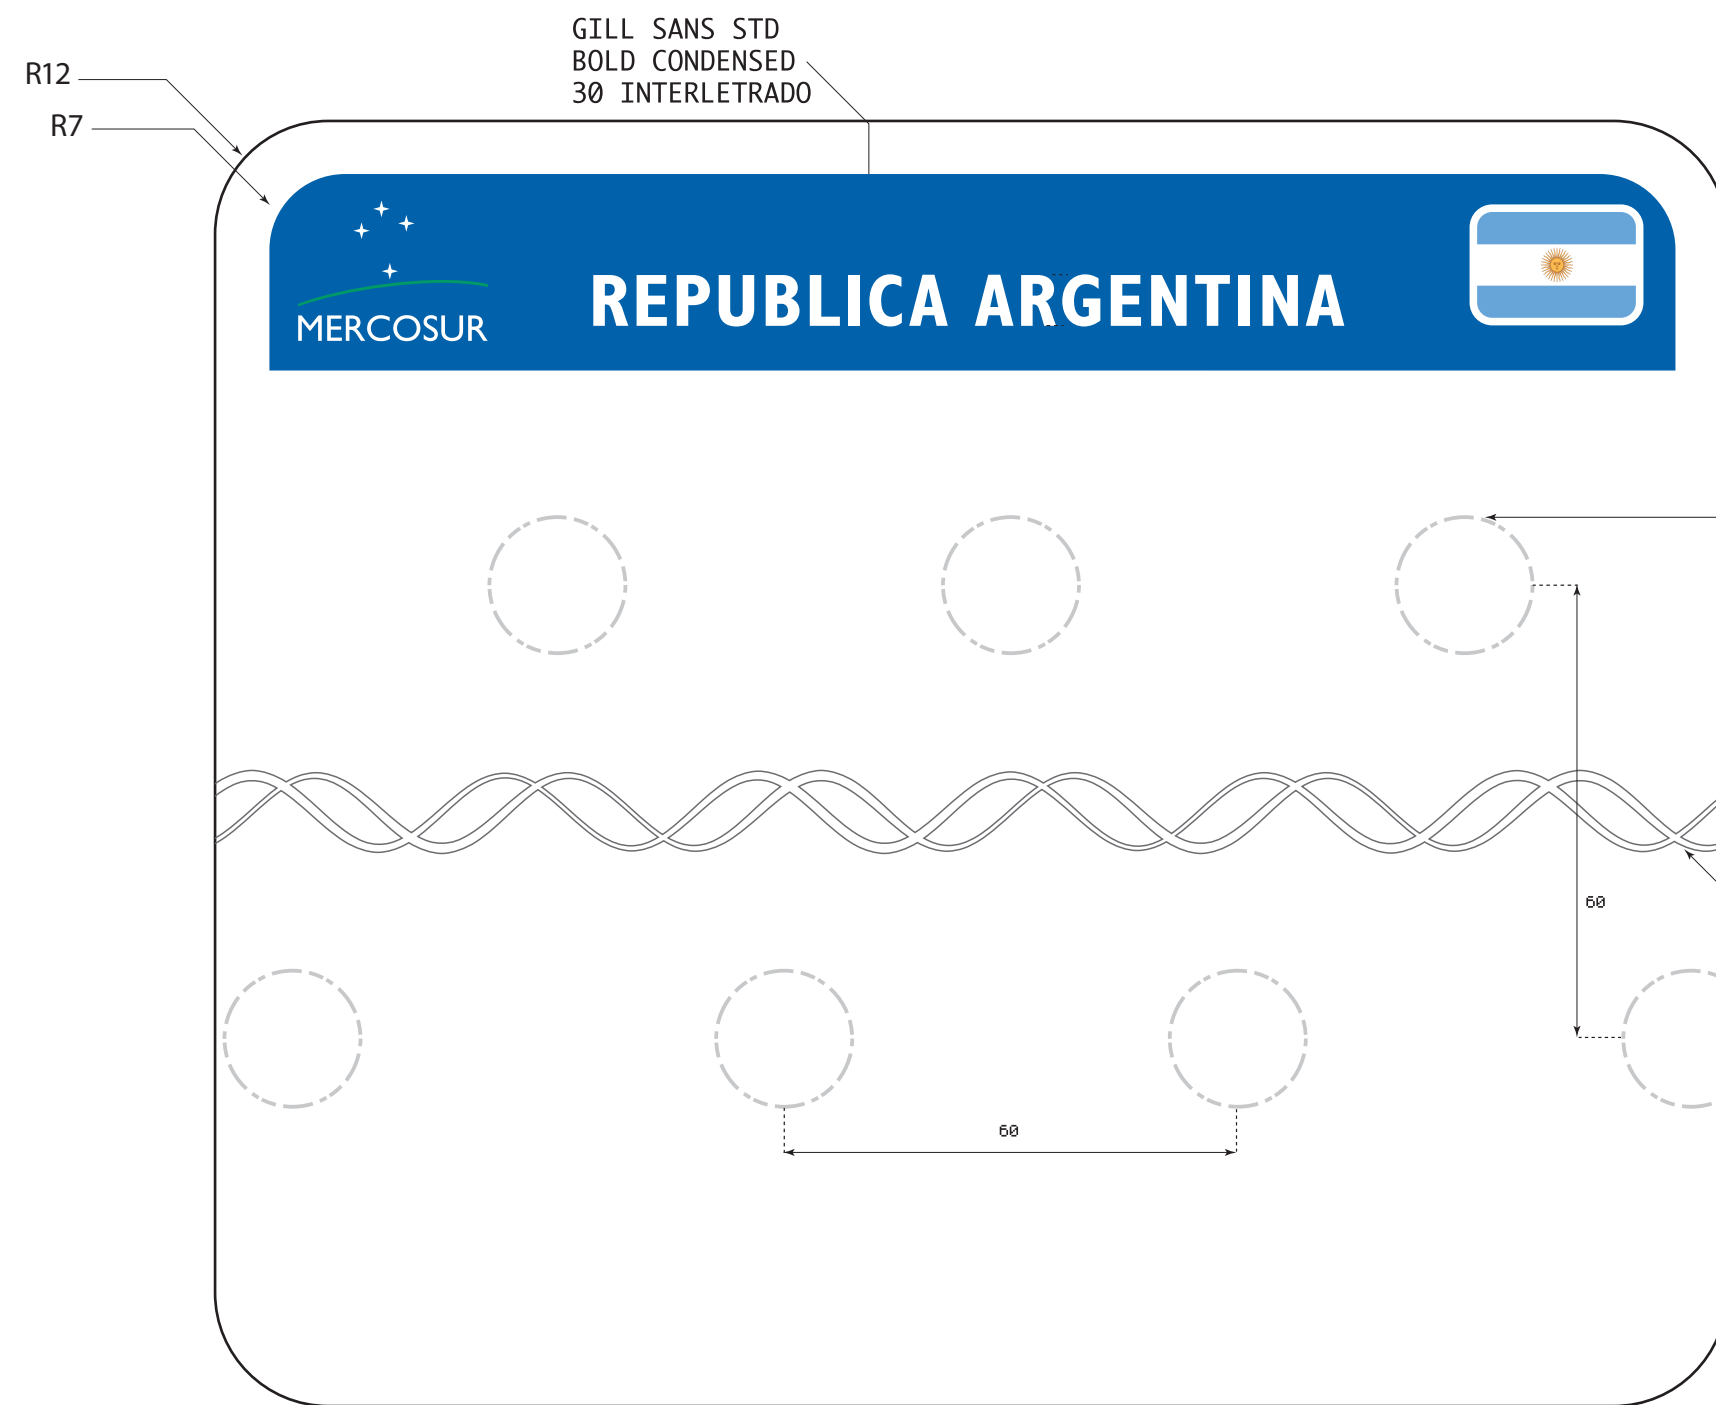 GILL SANS STD
BOLD CONDENSED
30 INTERLETRADO
R12
R7
REPUBLICA ARGENTINA
MERCOSUR
60
60